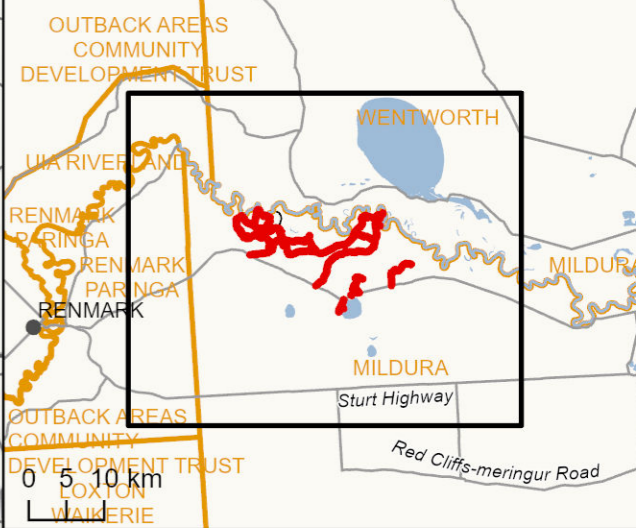 OUTBACK AREAS
COMMUNITY
DEVELOPMENT TRUST
WENTWORTH
UIA RIVERLAND
RENMARK
PARINGA
RENMARK
PARINGA
MILDURA
RENMARK
MILDURA
Sturt Highway
OUTBACK AREAS
COMMUNITY
DEVELOPMENT TRUST
LOXTON
WAIKERIE
Red Cliffs-meringur Road
0 5 10 km